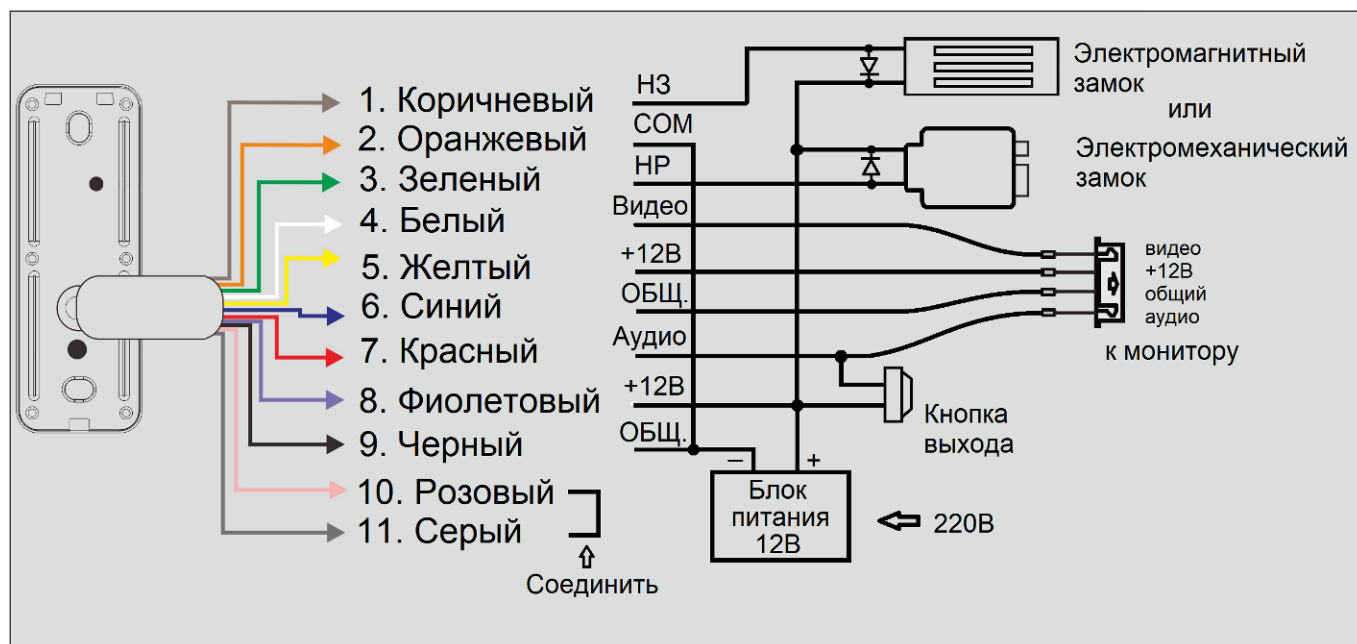 1. Коричневый
2. Оранжевый
3. Зеленый
4. Белый
5. Желтый
6. Синий
7. Красный
8. Фиолетовый
9. Черный
10. Розовый
11. Серый
Соединить
НЗ
COM
НР
Видео
+12В
ОБЩ.
Аудио
+12В
ОБЩ.
Электромагнитный
замок
или
Электромеханический
замок
видео
+12В
общий
аудио
к монитору
Кнопка
выхода
– +
Блок
питания
12В
220В